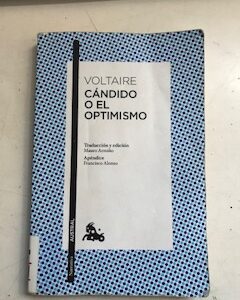 VOLTAIRE
CÁNDIDO
O EL
OPTIMISMO
Traducción y edición
Mauro Armiño
Apéndice
Francisco Alonso
AUSTRAL